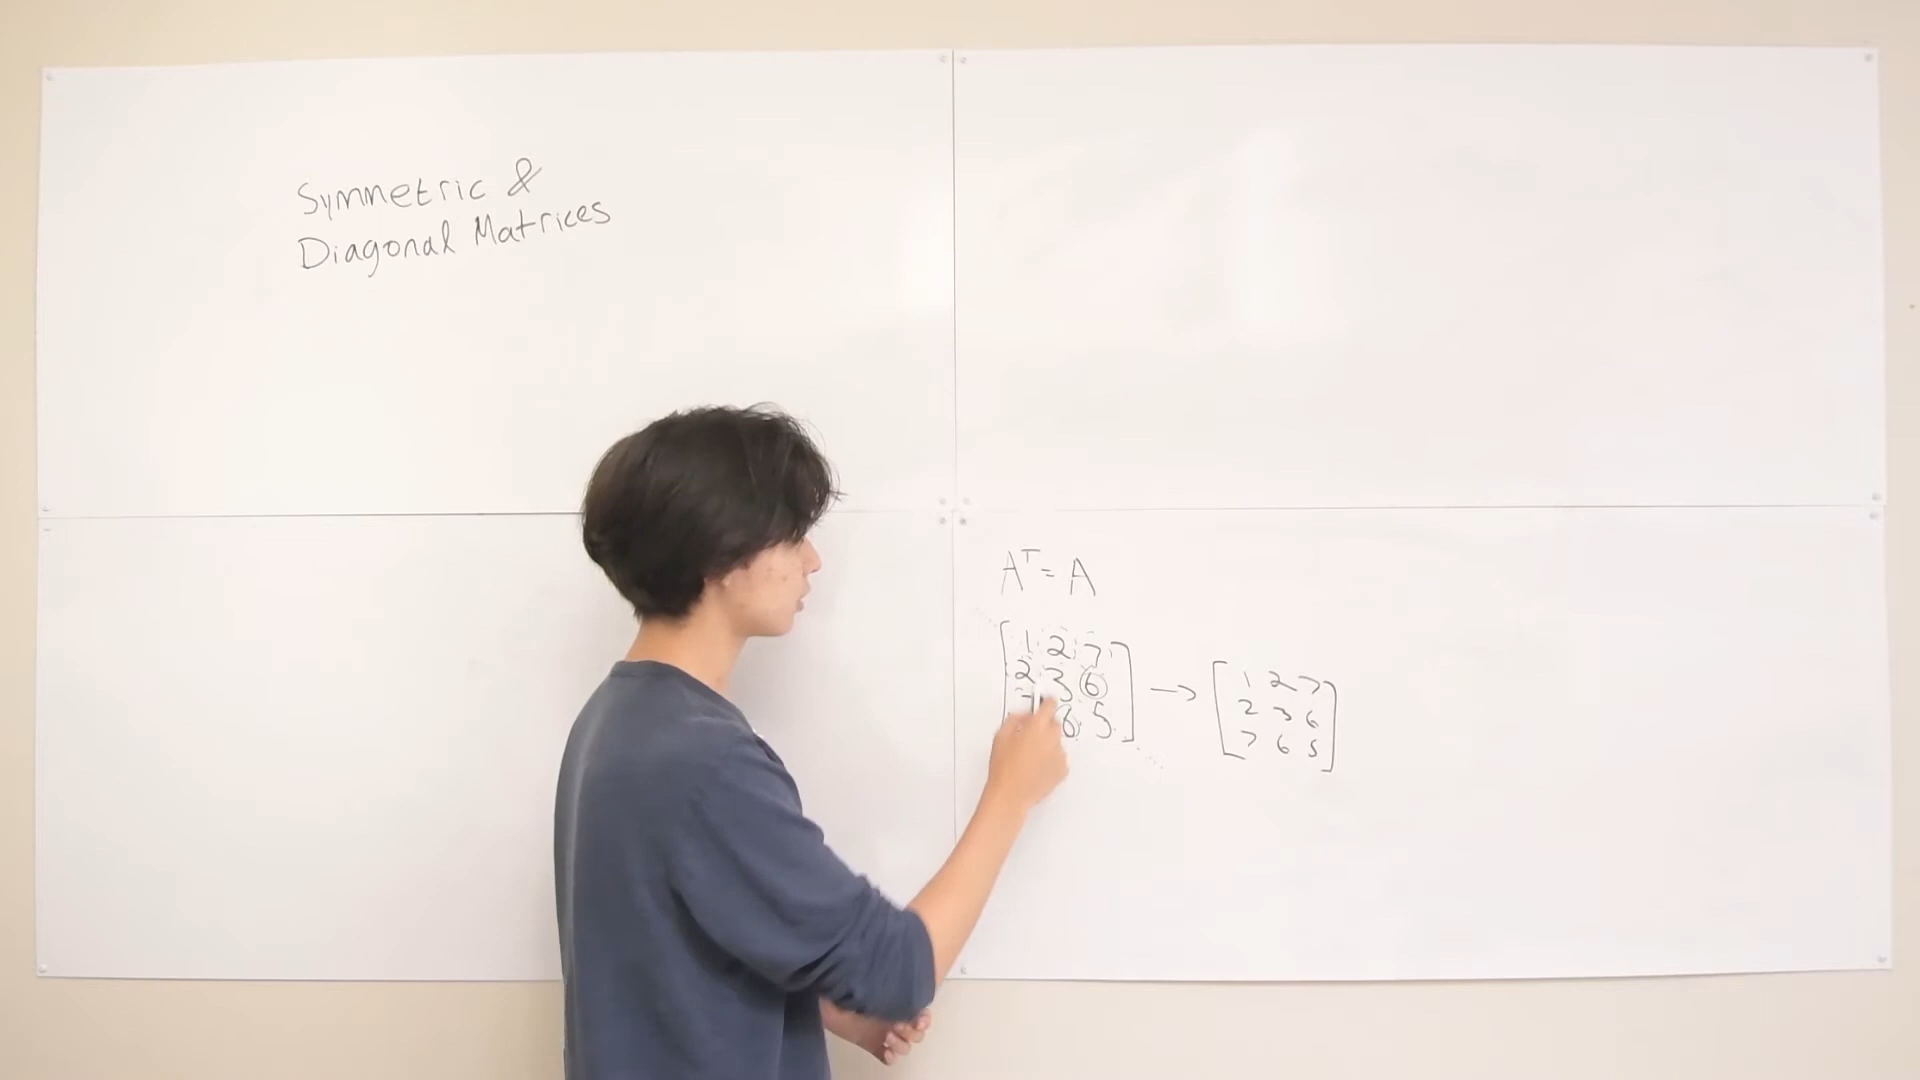 Symmetric &
Diagonal Matrices
Aᵀ = A
[ 1 2 7 ]
[ 2 3 6 ] →
[ 7 6 5 ]
[ 1 2 7 ]
[ 2 3 6 ]
[ 7 6 5 ]